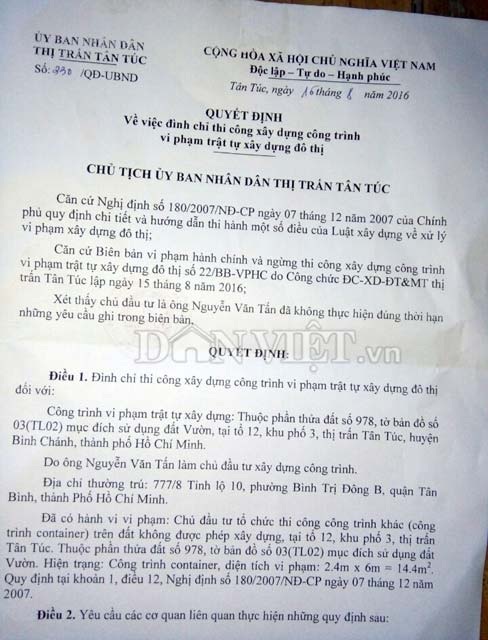 ỦY BAN NHÂN DÂN
THỊ TRẤN TÂN TÚC
Số: 230 /QĐ-UBND
CỘNG HÒA XÃ HỘI CHỦ NGHĨA VIỆT NAM
Độc lập – Tự do – Hạnh phúc
Tân Túc, ngày 16 tháng 8 năm 2016
QUYẾT ĐỊNH
Về việc đình chỉ thi công xây dựng công trình
vi phạm trật tự xây dựng đô thị
CHỦ TỊCH ỦY BAN NHÂN DÂN THỊ TRẤN TÂN TÚC
Căn cứ Nghị định số 180/2007/NĐ-CP ngày 07 tháng 12 năm 2007 của Chính
phủ quy định chi tiết và hướng dẫn thi hành một số điều của Luật xây dựng về xử lý
vi phạm xây dựng đô thị;
Căn cứ Biên bản vi phạm hành chính và ngừng thi công xây dựng công trình
vi phạm trật tự xây dựng đô thị số 22/BB-VPHC do Công chức ĐC-XD-ĐT&MT thị
trấn Tân Túc lập ngày 15 tháng 8 năm 2016;
Xét thấy chủ đầu tư là ông Nguyễn Văn Tấn đã không thực hiện đúng thời hạn
những yêu cầu ghi trong biên bản,
DÂN VIỆT.vn
QUYẾT ĐỊNH:
Điều 1. Đình chỉ thi công xây dựng công trình vi phạm trật tự xây dựng đô thị
đối với:
Công trình vi phạm trật tự xây dựng: Thuộc phần thửa đất số 978, tờ bản đồ số
03(TL02) mục đích sử dụng đất Vườn, tại tổ 12, khu phố 3, thị trấn Tân Túc, huyện
Bình Chánh, thành phố Hồ Chí Minh.
Do ông Nguyễn Văn Tấn làm chủ đầu tư xây dựng công trình.
Địa chỉ thường trú: 777/8 Tỉnh lộ 10, phường Bình Trị Đông B, quận Tân
Bình, thành Phố Hồ Chí Minh.
Đã có hành vi vi phạm: Chủ đầu tư tổ chức thi công công trình khác (công
trình container) trên đất không được phép xây dựng, tại tổ 12, khu phố 3, thị trấn
Tân Túc. Thuộc phần thửa đất số 978, tờ bản đồ số 03(TL02) mục đích sử dụng đất
Vườn. Hiện trạng: Công trình container, diện tích vi phạm: 2.4m x 6m = 14.4m².
Quy định tại khoản 1, điều 12, Nghị định số 180/2007/NĐ-CP ngày 07 tháng 12 năm
2007.
Điều 2. Yêu cầu các cơ quan liên quan thực hiện những quy định sau: